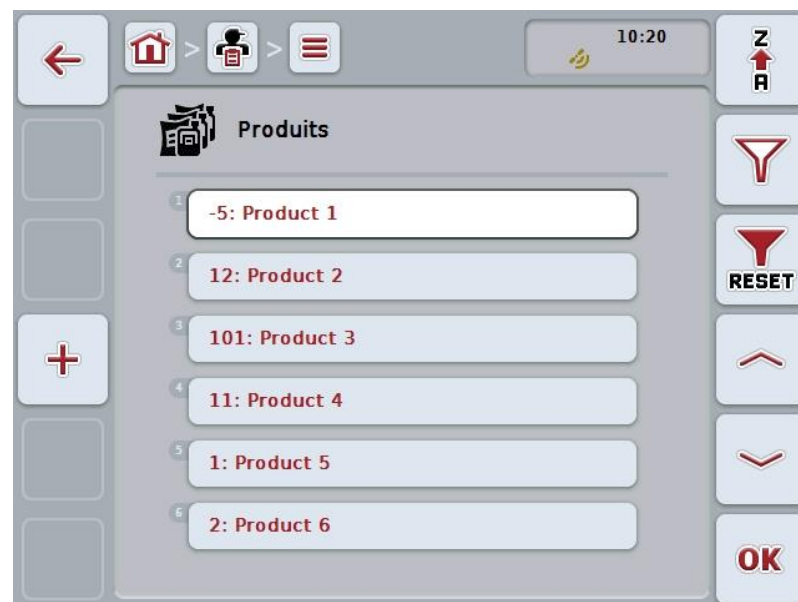 10:20
Z
A
Produits
1
-5: Product 1
2
12: Product 2
RESET
3
101: Product 3
4
11: Product 4
5
1: Product 5
6
2: Product 6
OK